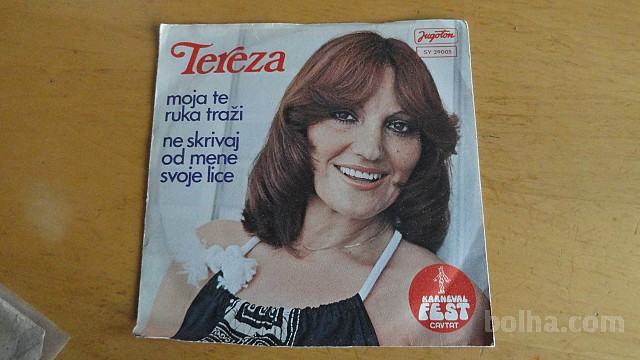 Tereza
Jugoton
SY 29005
moja te
ruka traži
ne skrivaj
od mene
svoje lice
KARNEVAL
FEST
CAVTAT
bolha.com